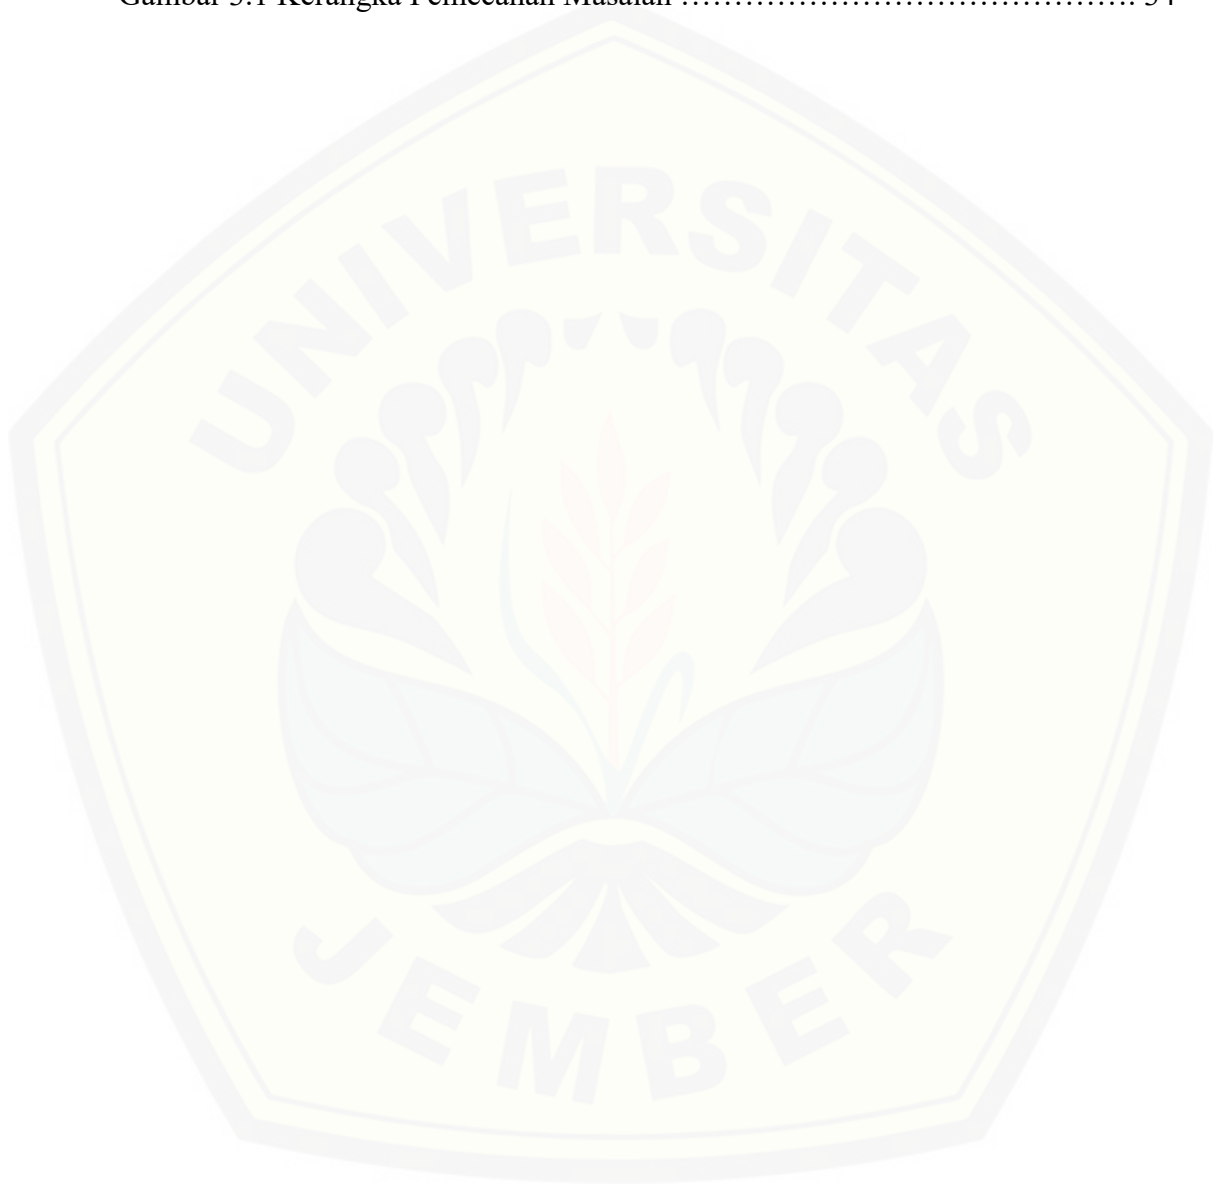 Gambar 3.1 Kerangka Pemecahan Masalah ……………………………………. 34
UNIVERSITAS
JEMBER